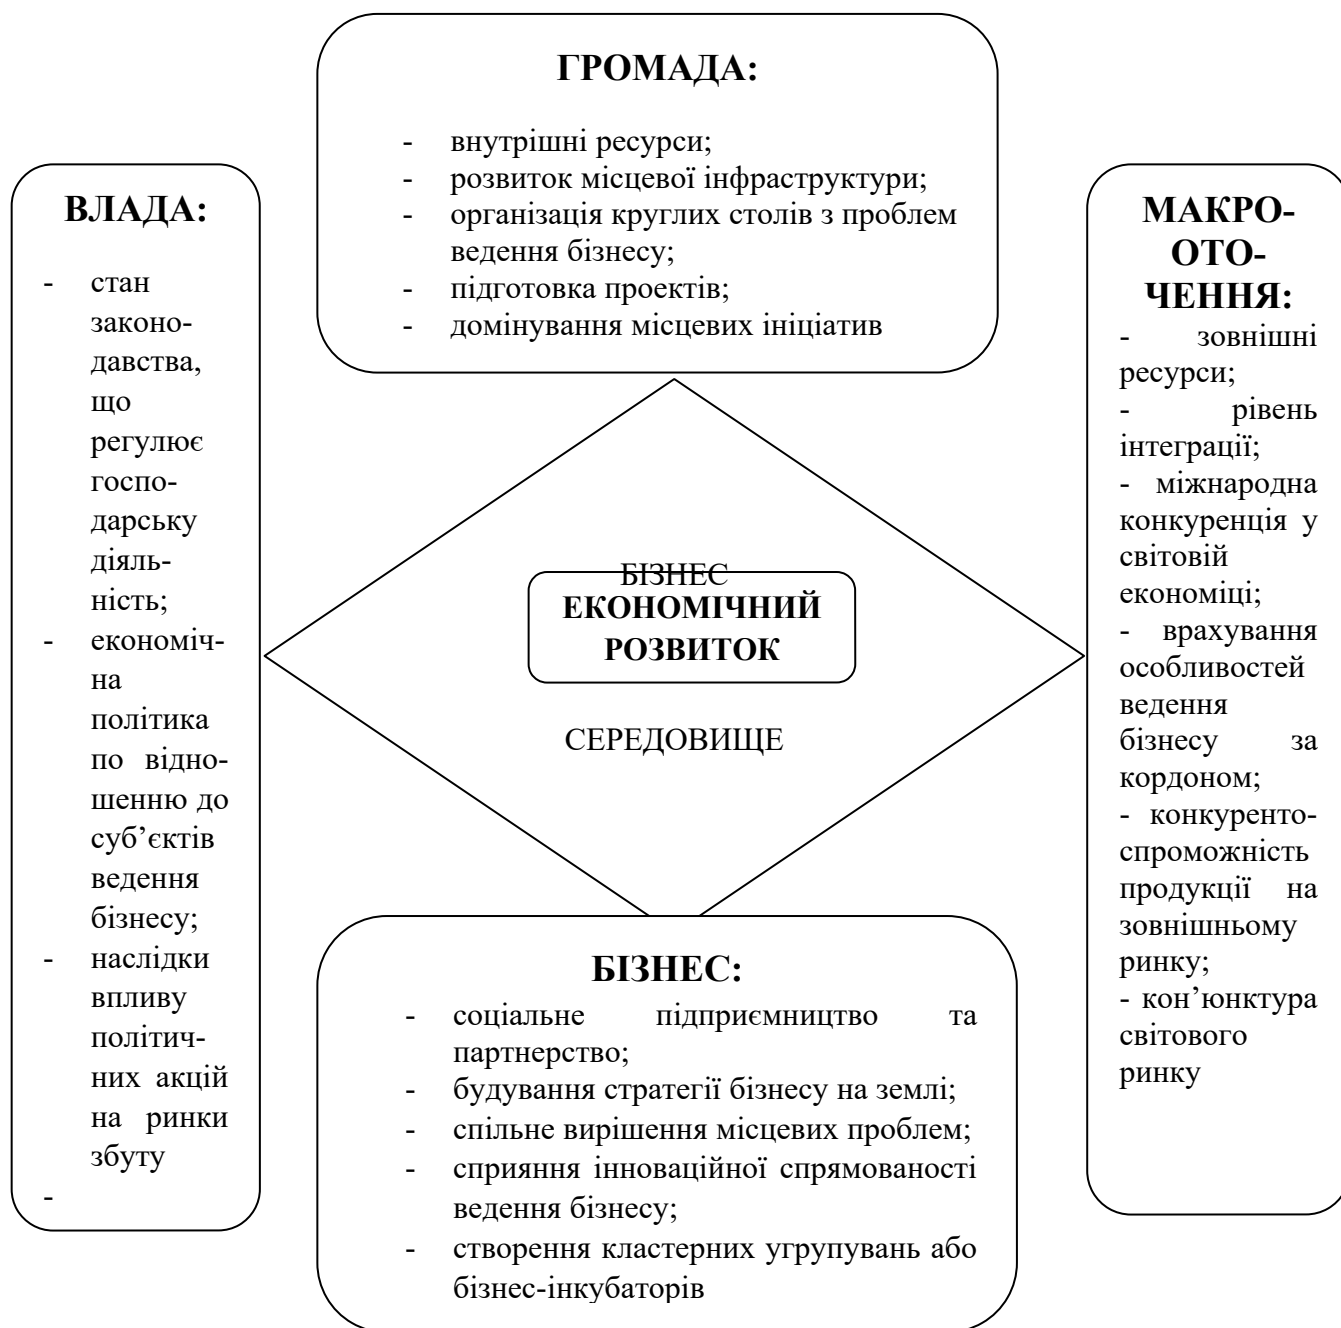 ГРОМАДА:
- внутрішні ресурси;
- розвиток місцевої інфраструктури;
- організація круглих столів з проблем
ведення бізнесу;
- підготовка проектів;
- домінування місцевих ініціатив
ВЛАДА:
- стан
законо-
давства,
що
регулює
госпо-
дарську
діяль-
ність;
- економіч-
на
політика
по відно-
шенню до
суб’єктів
ведення
бізнесу;
- наслідки
впливу
політич-
них акцій
на ринки
збуту
-
БІЗНЕС
ЕКОНОМІЧНИЙ
РОЗВИТОК
СЕРЕДОВИЩЕ
МАКРО-
ОТО-
ЧЕННЯ:
- зовнішні
ресурси;
- рівень
інтеграції;
- міжнародна
конкуренція у
світовій
економіці;
- врахування
особливостей
ведення
бізнесу за
кордоном;
- конкуренто-
спроможність
продукції на
зовнішньому
ринку;
- кон’юнктура
світового
ринку
БІЗНЕС:
- соціальне підприємництво та
партнерство;
- будування стратегії бізнесу на землі;
- спільне вирішення місцевих проблем;
- сприяння інноваційної спрямованості
ведення бізнесу;
- створення кластерних угрупувань або
бізнес-інкубаторів